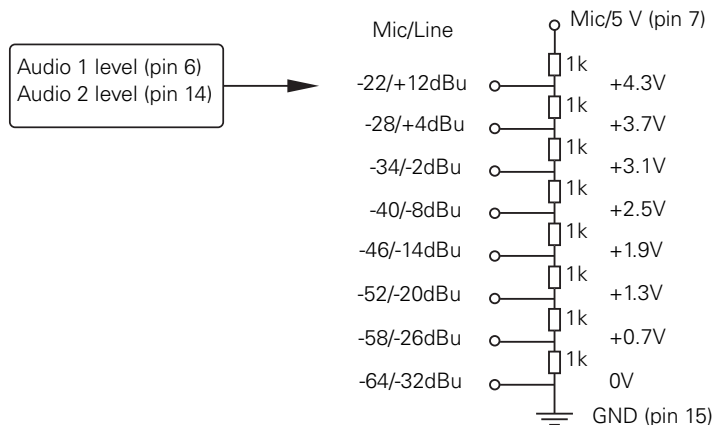 Mic/Line
Mic/5 V (pin 7)
Audio 1 level (pin 6)
Audio 2 level (pin 14)
1k
-22/+12dBu +4.3V
1k
-28/+4dBu +3.7V
1k
-34/-2dBu +3.1V
1k
-40/-8dBu +2.5V
1k
-46/-14dBu +1.9V
1k
-52/-20dBu +1.3V
1k
-58/-26dBu +0.7V
1k
-64/-32dBu 0V
GND (pin 15)